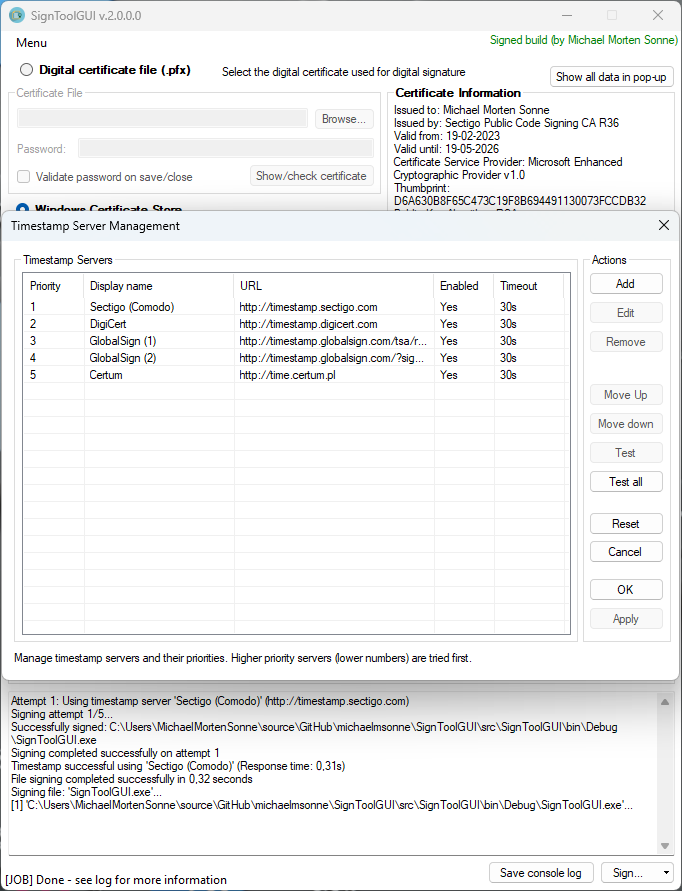 SignToolGUI v.2.0.0.0
Menu
Signed build (by Michael Morten Sonne)
Digital certificate file (.pfx)
Select the digital certificate used for digital signature
Show all data in pop-up
Certificate File
Browse...
Password:
Validate password on save/close
Show/check certificate
Certificate Information
Issued to: Michael Morten Sonne
Issued by: Sectigo Public Code Signing CA R36
Valid from: 19-02-2023
Valid until: 19-05-2026
Certificate Service Provider: Microsoft Enhanced
Cryptographic Provider v1.0
Thumbprint:
D6A630B8F65C473C19F8B694491130073FCCDB32
Windows Certificate Store
Timestamp Server Management
Timestamp Servers
Priority Display name URL Enabled Timeout
1 Sectigo (Comodo) http://timestamp.sectigo.com Yes 30s
2 DigiCert http://timestamp.digicert.com Yes 30s
3 GlobalSign (1) http://timestamp.globalsign.com/tsa/r... Yes 30s
4 GlobalSign (2) http://timestamp.globalsign.com/?sig... Yes 30s
5 Certum http://time.certum.pl Yes 30s
Actions
Add
Edit
Remove
Move Up
Move down
Test
Test all
Reset
Cancel
OK
Apply
Manage timestamp servers and their priorities. Higher priority servers (lower numbers) are tried first.
Attempt 1: Using timestamp server 'Sectigo (Comodo)' (http://timestamp.sectigo.com)
Signing attempt 1/5...
Successfully signed: C:\Users\MichaelMortenSonne\source\GitHub\michaelmsonne\SignToolGUI\src\SignToolGUI\bin\Debug
\SignToolGUI.exe
Signing completed successfully on attempt 1
Timestamp successful using 'Sectigo (Comodo)' (Response time: 0,31s)
File signing completed successfully in 0,32 seconds
Signing file: 'SignToolGUI.exe'...
[1] 'C:\Users\MichaelMortenSonne\source\GitHub\michaelmsonne\SignToolGUI\src\SignToolGUI\bin\Debug\SignToolGUI.exe'...
[JOB] Done - see log for more information
Save console log
Sign...